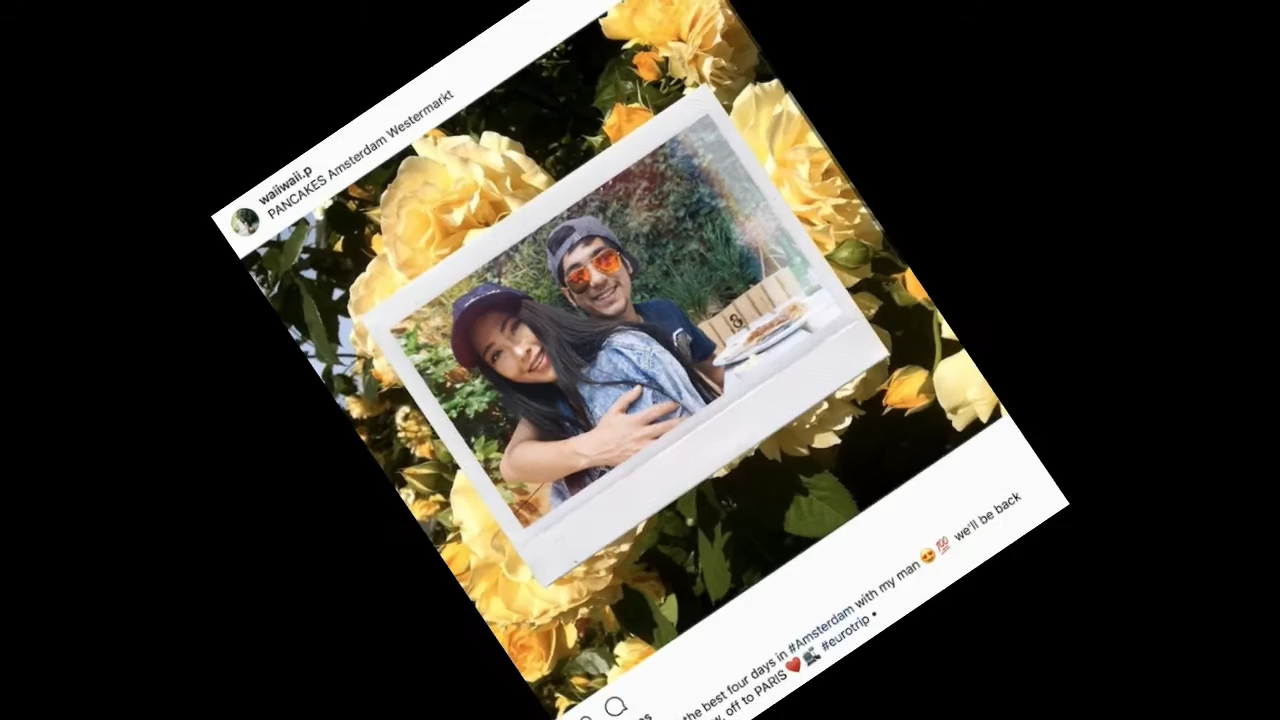 waiiwaii.p
PANCAKES Amsterdam Westermarkt
8
the best four days in #Amsterdam with my man 😍💯 we'll be back
off to PARIS❤️ #eurotrip •